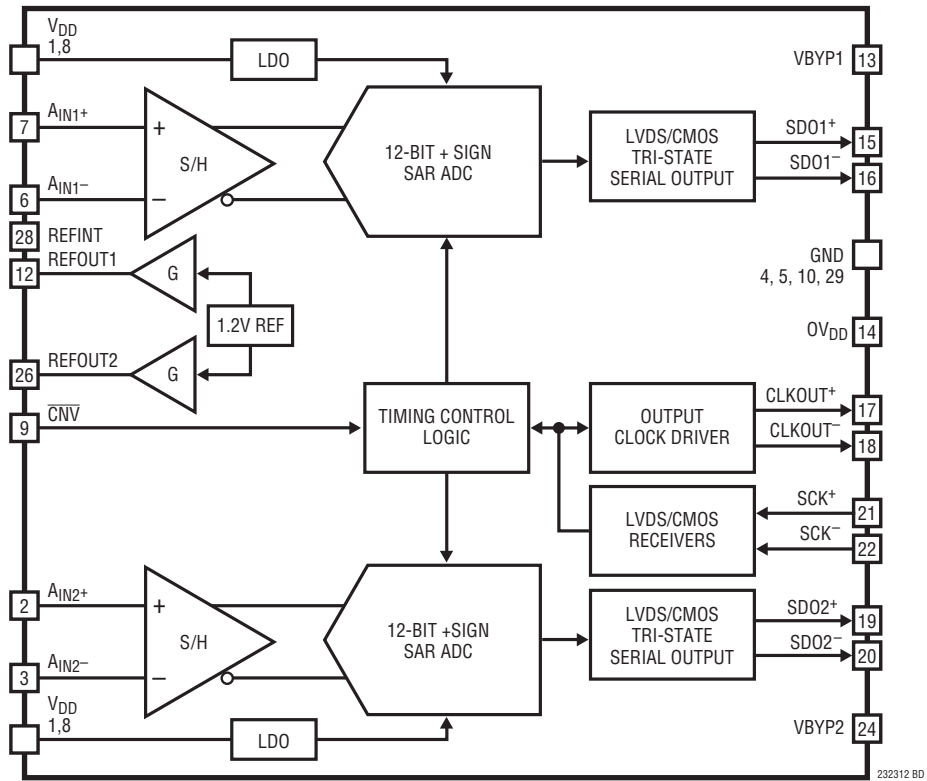 VDD
1,8
LDO
VBYP1
13
7
AIN1+
+
S/H
–
6
AIN1–
12-BIT + SIGN
SAR ADC
LVDS/CMOS
TRI-STATE
SERIAL OUTPUT
SDO1+
15
SDO1–
16
28
REFINT
12
REFOUT1
G
1.2V REF
26
REFOUT2
G
GND
4, 5, 10, 29
OVDD
14
9
CNV
TIMING CONTROL
LOGIC
OUTPUT
CLOCK DRIVER
CLKOUT+
17
CLKOUT–
18
LVDS/CMOS
RECEIVERS
SCK+
21
SCK–
22
2
AIN2+
+
S/H
–
3
AIN2–
12-BIT +SIGN
SAR ADC
LVDS/CMOS
TRI-STATE
SERIAL OUTPUT
SDO2+
19
SDO2–
20
VDD
1,8
LDO
VBYP2
24
232312 BD